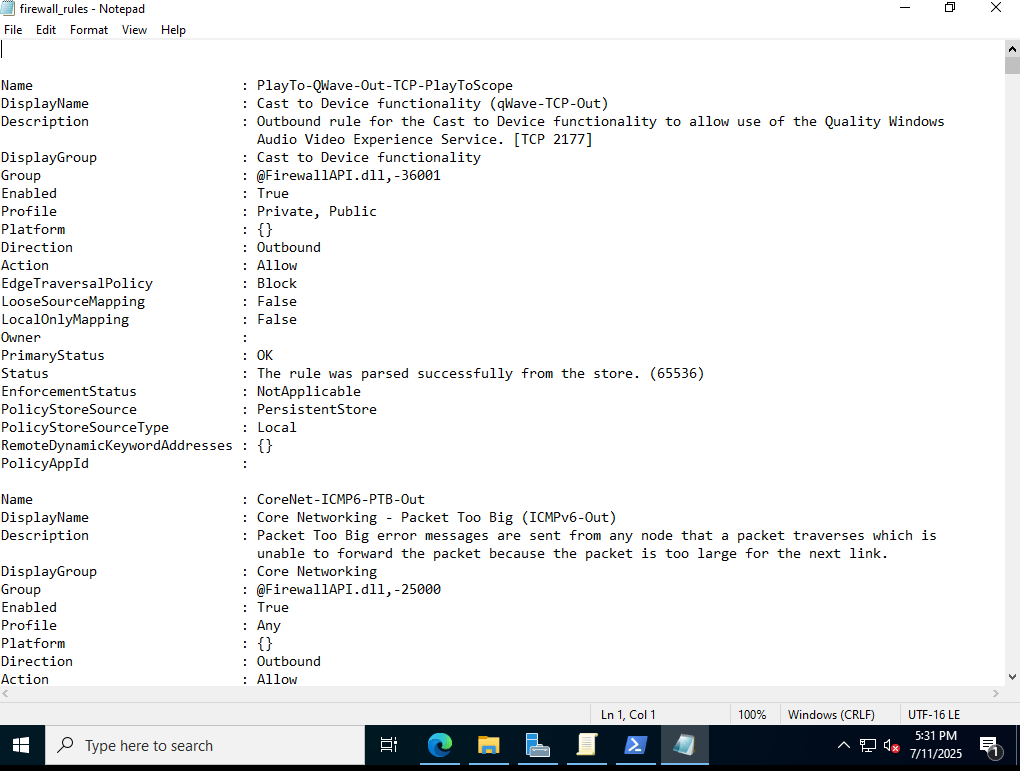 firewall_rules - Notepad
File Edit Format View Help
Name : PlayTo-QWave-Out-TCP-PlayToScope
DisplayName : Cast to Device functionality (qWave-TCP-Out)
Description : Outbound rule for the Cast to Device functionality to allow use of the Quality Windows
Audio Video Experience Service. [TCP 2177]
DisplayGroup : Cast to Device functionality
Group : @FirewallAPI.dll,-36001
Enabled : True
Profile : Private, Public
Platform : {}
Direction : Outbound
Action : Allow
EdgeTraversalPolicy : Block
LooseSourceMapping : False
LocalOnlyMapping : False
Owner :
PrimaryStatus : OK
Status : The rule was parsed successfully from the store. (65536)
EnforcementStatus : NotApplicable
PolicyStoreSource : PersistentStore
PolicyStoreSourceType : Local
RemoteDynamicKeywordAddresses : {}
PolicyAppId :
Name : CoreNet-ICMP6-PTB-Out
DisplayName : Core Networking - Packet Too Big (ICMPv6-Out)
Description : Packet Too Big error messages are sent from any node that a packet traverses which is
unable to forward the packet because the packet is too large for the next link.
DisplayGroup : Core Networking
Group : @FirewallAPI.dll,-25000
Enabled : True
Profile : Any
Platform : {}
Direction : Outbound
Action : Allow
Ln 1, Col 1 100% Windows (CRLF) UTF-16 LE
Type here to search
5:31 PM
7/11/2025
1